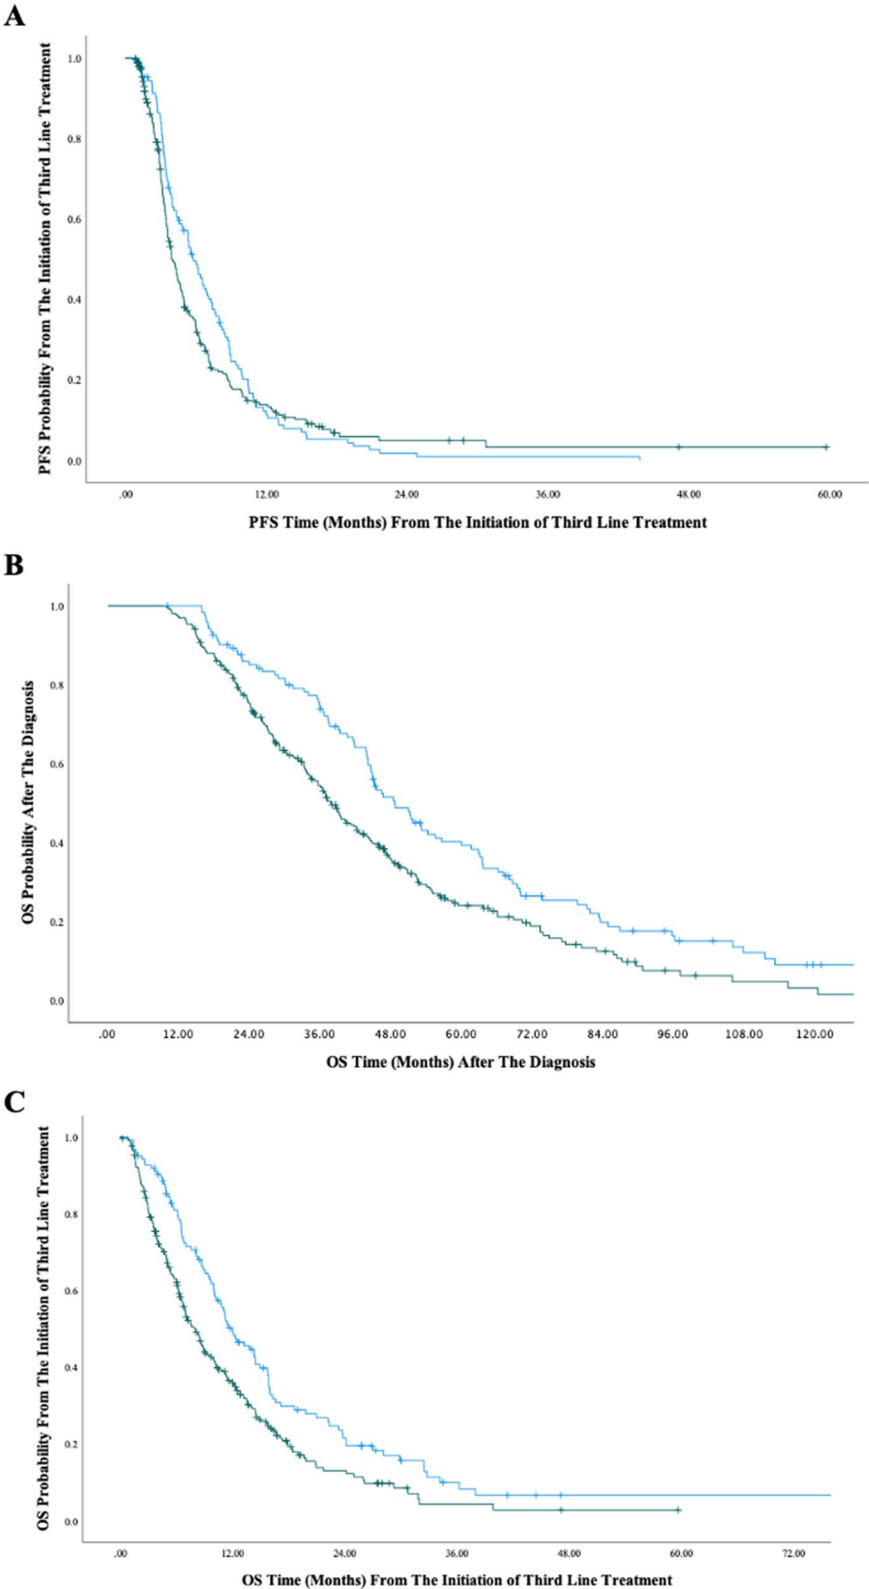 A
PFS Probability From The Initiation of Third Line Treatment
1.0
0.8
0.6
0.4
0.2
0.0
.00 12.00 24.00 36.00 48.00 60.00
PFS Time (Months) From The Initiation of Third Line Treatment
B
OS Probability After The Diagnosis
1.0
0.8
0.6
0.4
0.2
0.0
.00 12.00 24.00 36.00 48.00 60.00 72.00 84.00 96.00 108.00 120.00
OS Time (Months) After The Diagnosis
C
OS Probability From The Initiation of Third Line Treatment
1.0
0.8
0.6
0.4
0.2
0.0
.00 12.00 24.00 36.00 48.00 60.00 72.00
OS Time (Months) From The Initiation of Third Line Treatment